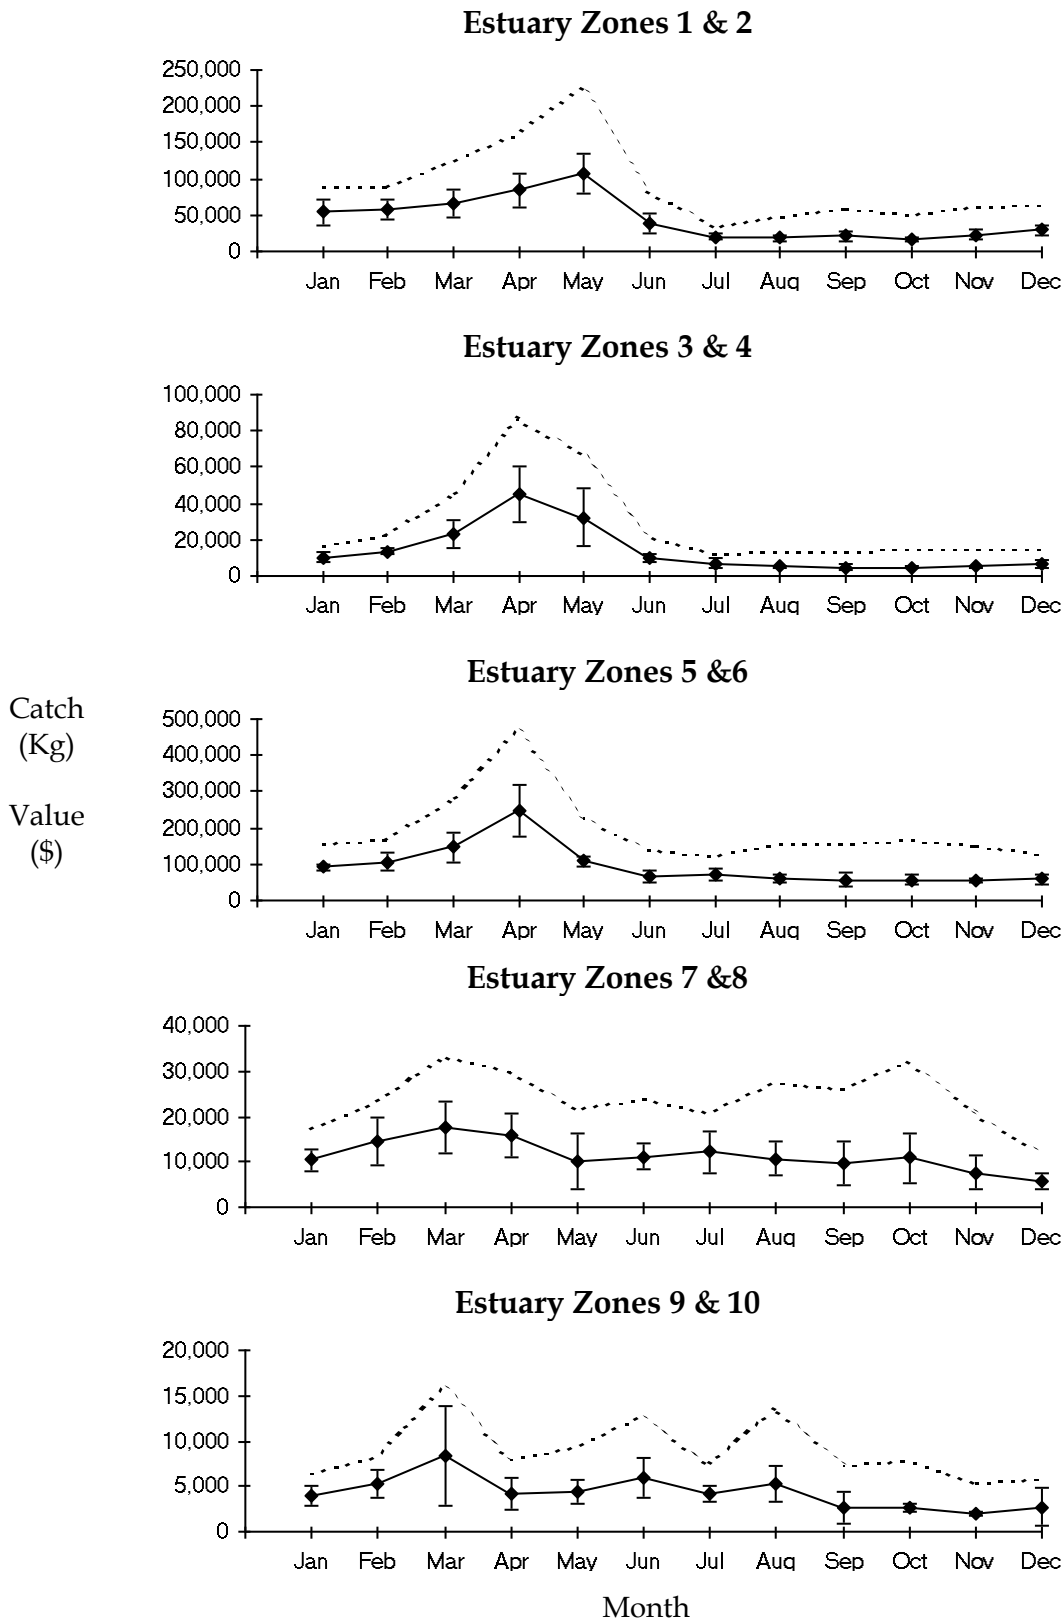 Estuary Zones 1 & 2
250,000
200,000
150,000
100,000
50,000
0
Jan Feb Mar Apr May Jun Jul Aug Sep Oct Nov Dec
Estuary Zones 3 & 4
100,000
80,000
60,000
40,000
20,000
0
Jan Feb Mar Apr May Jun Jul Aug Sep Oct Nov Dec
Catch
(Kg)
Value
($)
Estuary Zones 5 &6
500,000
400,000
300,000
200,000
100,000
0
Jan Feb Mar Apr May Jun Jul Aug Sep Oct Nov Dec
Estuary Zones 7 &8
40,000
30,000
20,000
10,000
0
Jan Feb Mar Apr May Jun Jul Aug Sep Oct Nov Dec
Estuary Zones 9 & 10
20,000
15,000
10,000
5,000
0
Jan Feb Mar Apr May Jun Jul Aug Sep Oct Nov Dec
Month